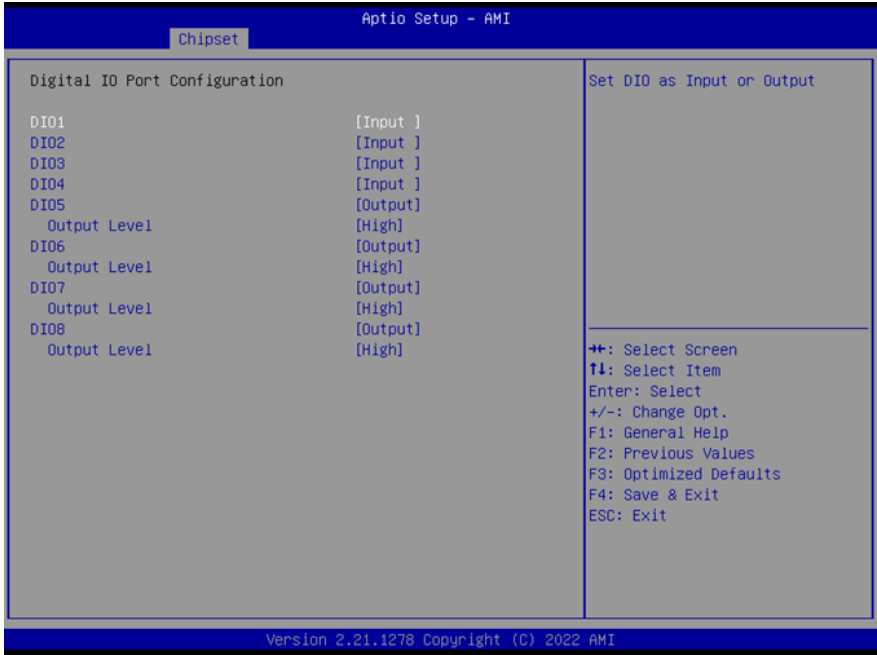 Aptio Setup – AMI
Chipset
Digital IO Port Configuration
DIO1 [Input ]
DIO2 [Input ]
DIO3 [Input ]
DIO4 [Input ]
DIO5 [Output]
Output Level [High]
DIO6 [Output]
Output Level [High]
DIO7 [Output]
Output Level [High]
DIO8 [Output]
Output Level [High]
Set DIO as Input or Output
→←: Select Screen
↑↓: Select Item
Enter: Select
+/-: Change Opt.
F1: General Help
F2: Previous Values
F3: Optimized Defaults
F4: Save & Exit
ESC: Exit
Version 2.21.1278 Copyright (C) 2022 AMI